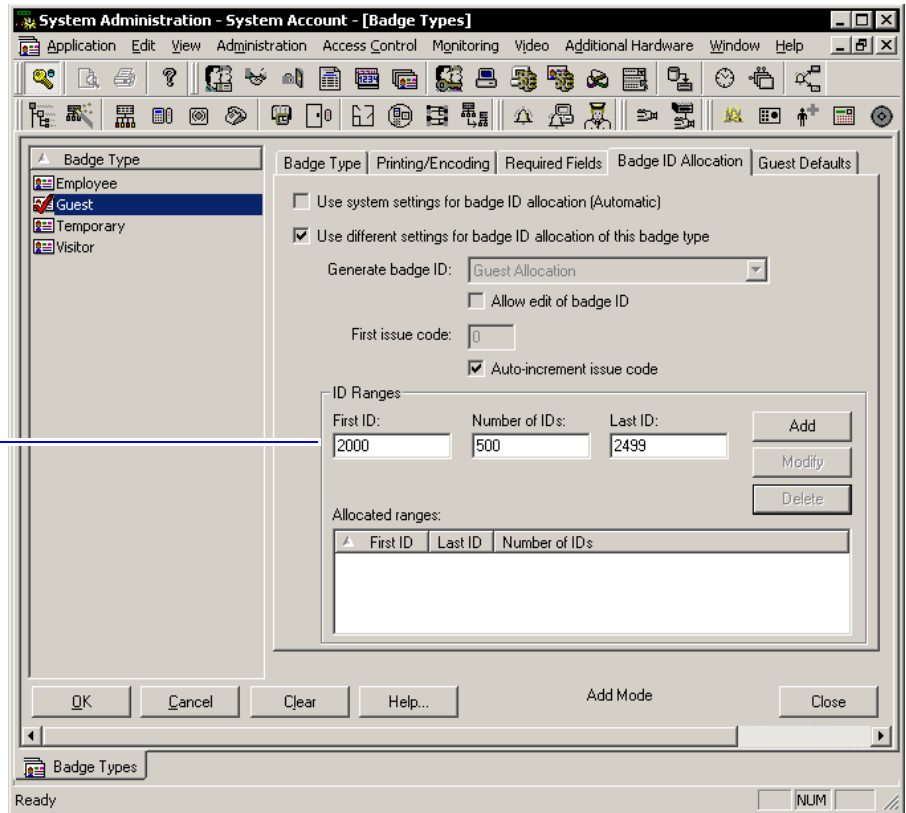 System Administration - System Account - [Badge Types]
Application Edit View Administration Access Control Monitoring Video Additional Hardware Window Help
Badge Type
Employee
Guest
Temporary
Visitor
Badge Type Printing/Encoding Required Fields Badge ID Allocation Guest Defaults
Use system settings for badge ID allocation (Automatic)
Use different settings for badge ID allocation of this badge type
Generate badge ID: Guest Allocation
Allow edit of badge ID
First issue code: 0
Auto-increment issue code
ID Ranges
First ID: Number of IDs: Last ID:
2000 500 2499
Add
Modify
Delete
Allocated ranges:
First ID Last ID Number of IDs
OK Cancel Clear Help... Add Mode Close
Badge Types
Ready NUM